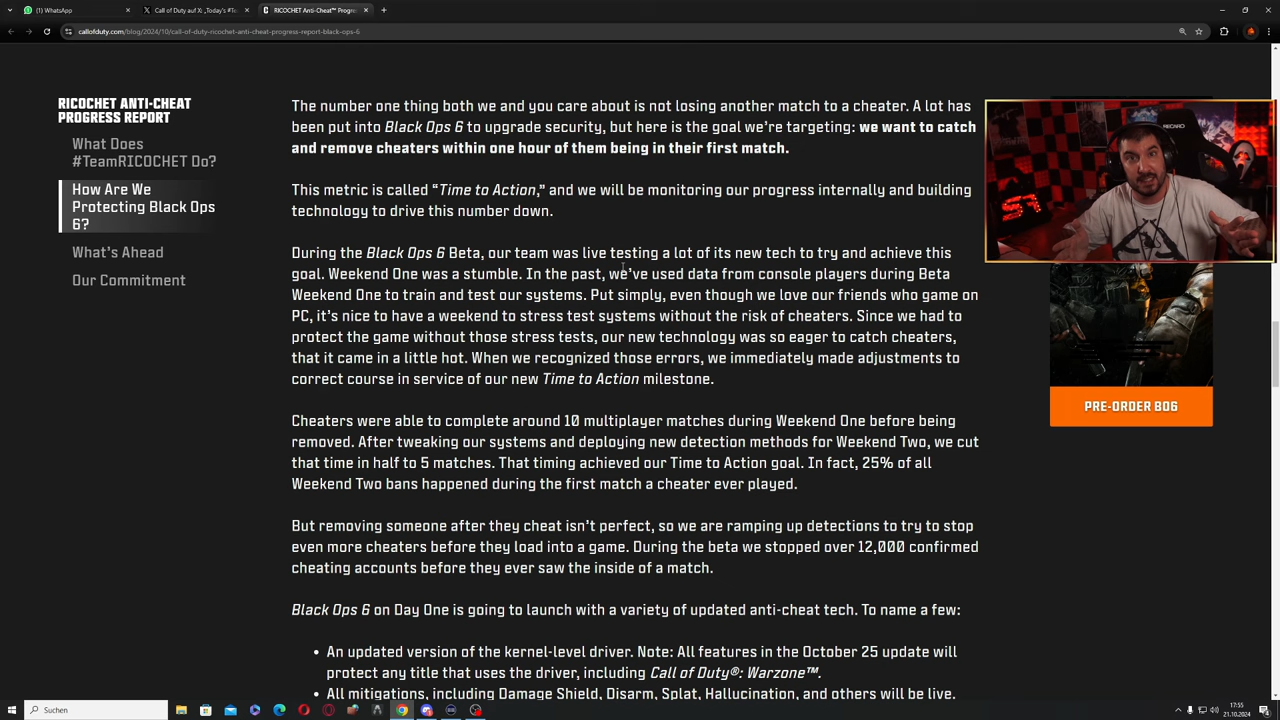 (1) WhatsApp
Call of Duty auf X: „Today's #Te
RICOCHET Anti-Cheat™ Progre
callofduty.com/blog/2024/10/call-of-duty-ricochet-anti-cheat-progress-report-black-ops-6
RICOCHET ANTI-CHEAT
PROGRESS REPORT
What Does
#TeamRICOCHET Do?
How Are We
Protecting Black Ops
6?
What's Ahead
Our Commitment
The number one thing both we and you care about is not losing another match to a cheater. A lot has
been put into Black Ops 6 to upgrade security, but here is the goal we're targeting: we want to catch
and remove cheaters within one hour of them being in their first match.
This metric is called “Time to Action,” and we will be monitoring our progress internally and building
technology to drive this number down.
During the Black Ops 6 Beta, our team was live testing a lot of its new tech to try and achieve this
goal. Weekend One was a stumble. In the past, we've used data from console players during Beta
Weekend One to train and test our systems. Put simply, even though we love our friends who game on
PC, it's nice to have a weekend to stress test systems without the risk of cheaters. Since we had to
protect the game without those stress tests, our new technology was so eager to catch cheaters,
that it came in a little hot. When we recognized those errors, we immediately made adjustments to
correct course in service of our new Time to Action milestone.
Cheaters were able to complete around 10 multiplayer matches during Weekend One before being
removed. After tweaking our systems and deploying new detection methods for Weekend Two, we cut
that time in half to 5 matches. That timing achieved our Time to Action goal. In fact, 25% of all
Weekend Two bans happened during the first match a cheater ever played.
But removing someone after they cheat isn't perfect, so we are ramping up detections to try to stop
even more cheaters before they load into a game. During the beta we stopped over 12,000 confirmed
cheating accounts before they ever saw the inside of a match.
Black Ops 6 on Day One is going to launch with a variety of updated anti-cheat tech. To name a few:
• An updated version of the kernel-level driver. Note: All features in the October 25 update will
protect any title that uses the driver, including Call of Duty®: Warzone™.
• All mitigations, including Damage Shield, Disarm, Splat, Hallucination, and others will be live.
RECARO
57
PRE-ORDER BO6
Suchen
17:55
21.10.2024